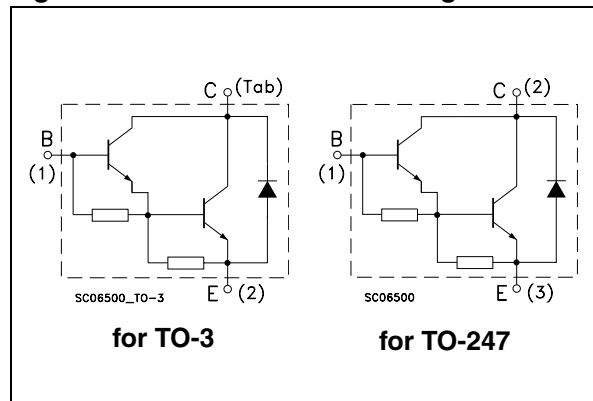 C (Tab)
B
(1)
E (2)
SC06500_TO-3
for TO-3
C (2)
B
(1)
E (3)
SC06500
for TO-247